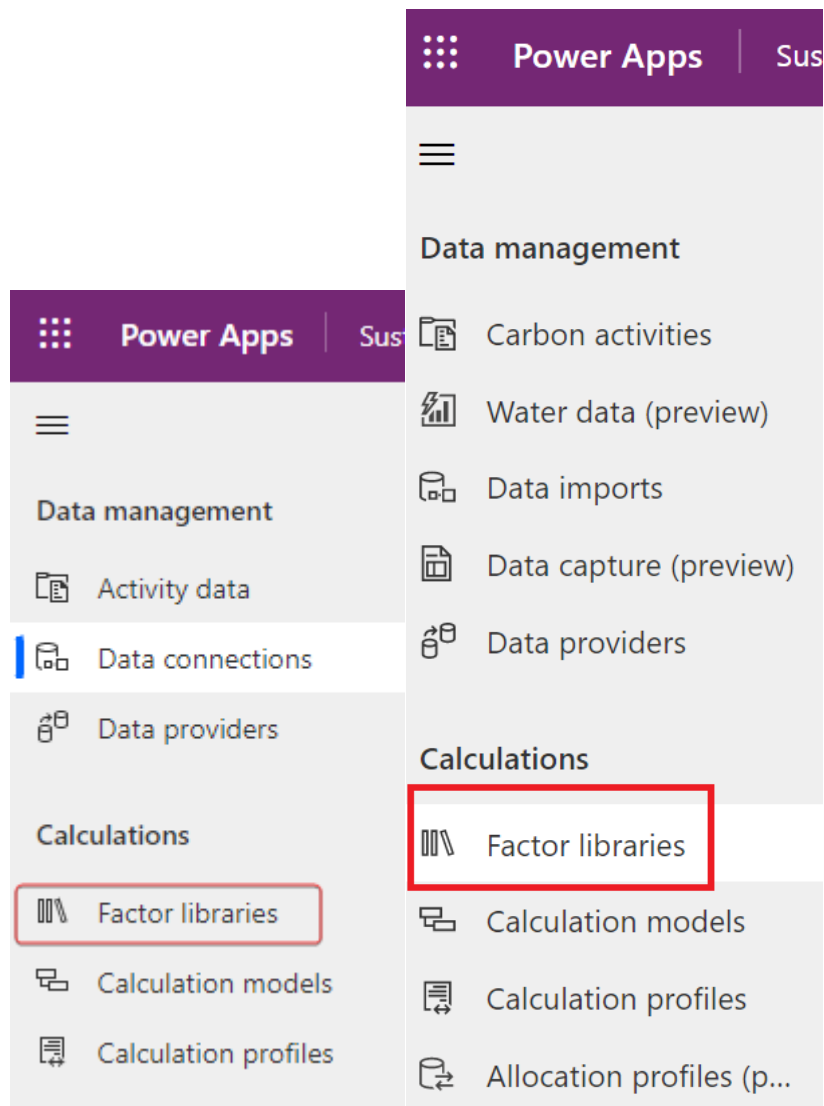 Power Apps Sus
Data management
Activity data
Data connections
Data providers
Calculations
Factor libraries
Calculation models
Calculation profiles
Power Apps Sus
Data management
Carbon activities
Water data (preview)
Data imports
Data capture (preview)
Data providers
Calculations
Factor libraries
Calculation models
Calculation profiles
Allocation profiles (p...